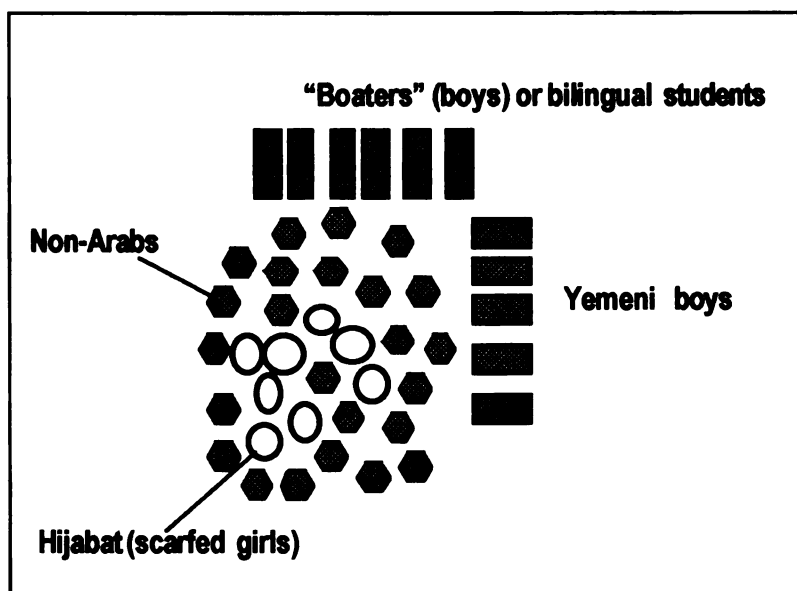 “Boaters” (boys) or bilingual students
Non-Arabs
Yemeni boys
Hijabat (scarfed girls)